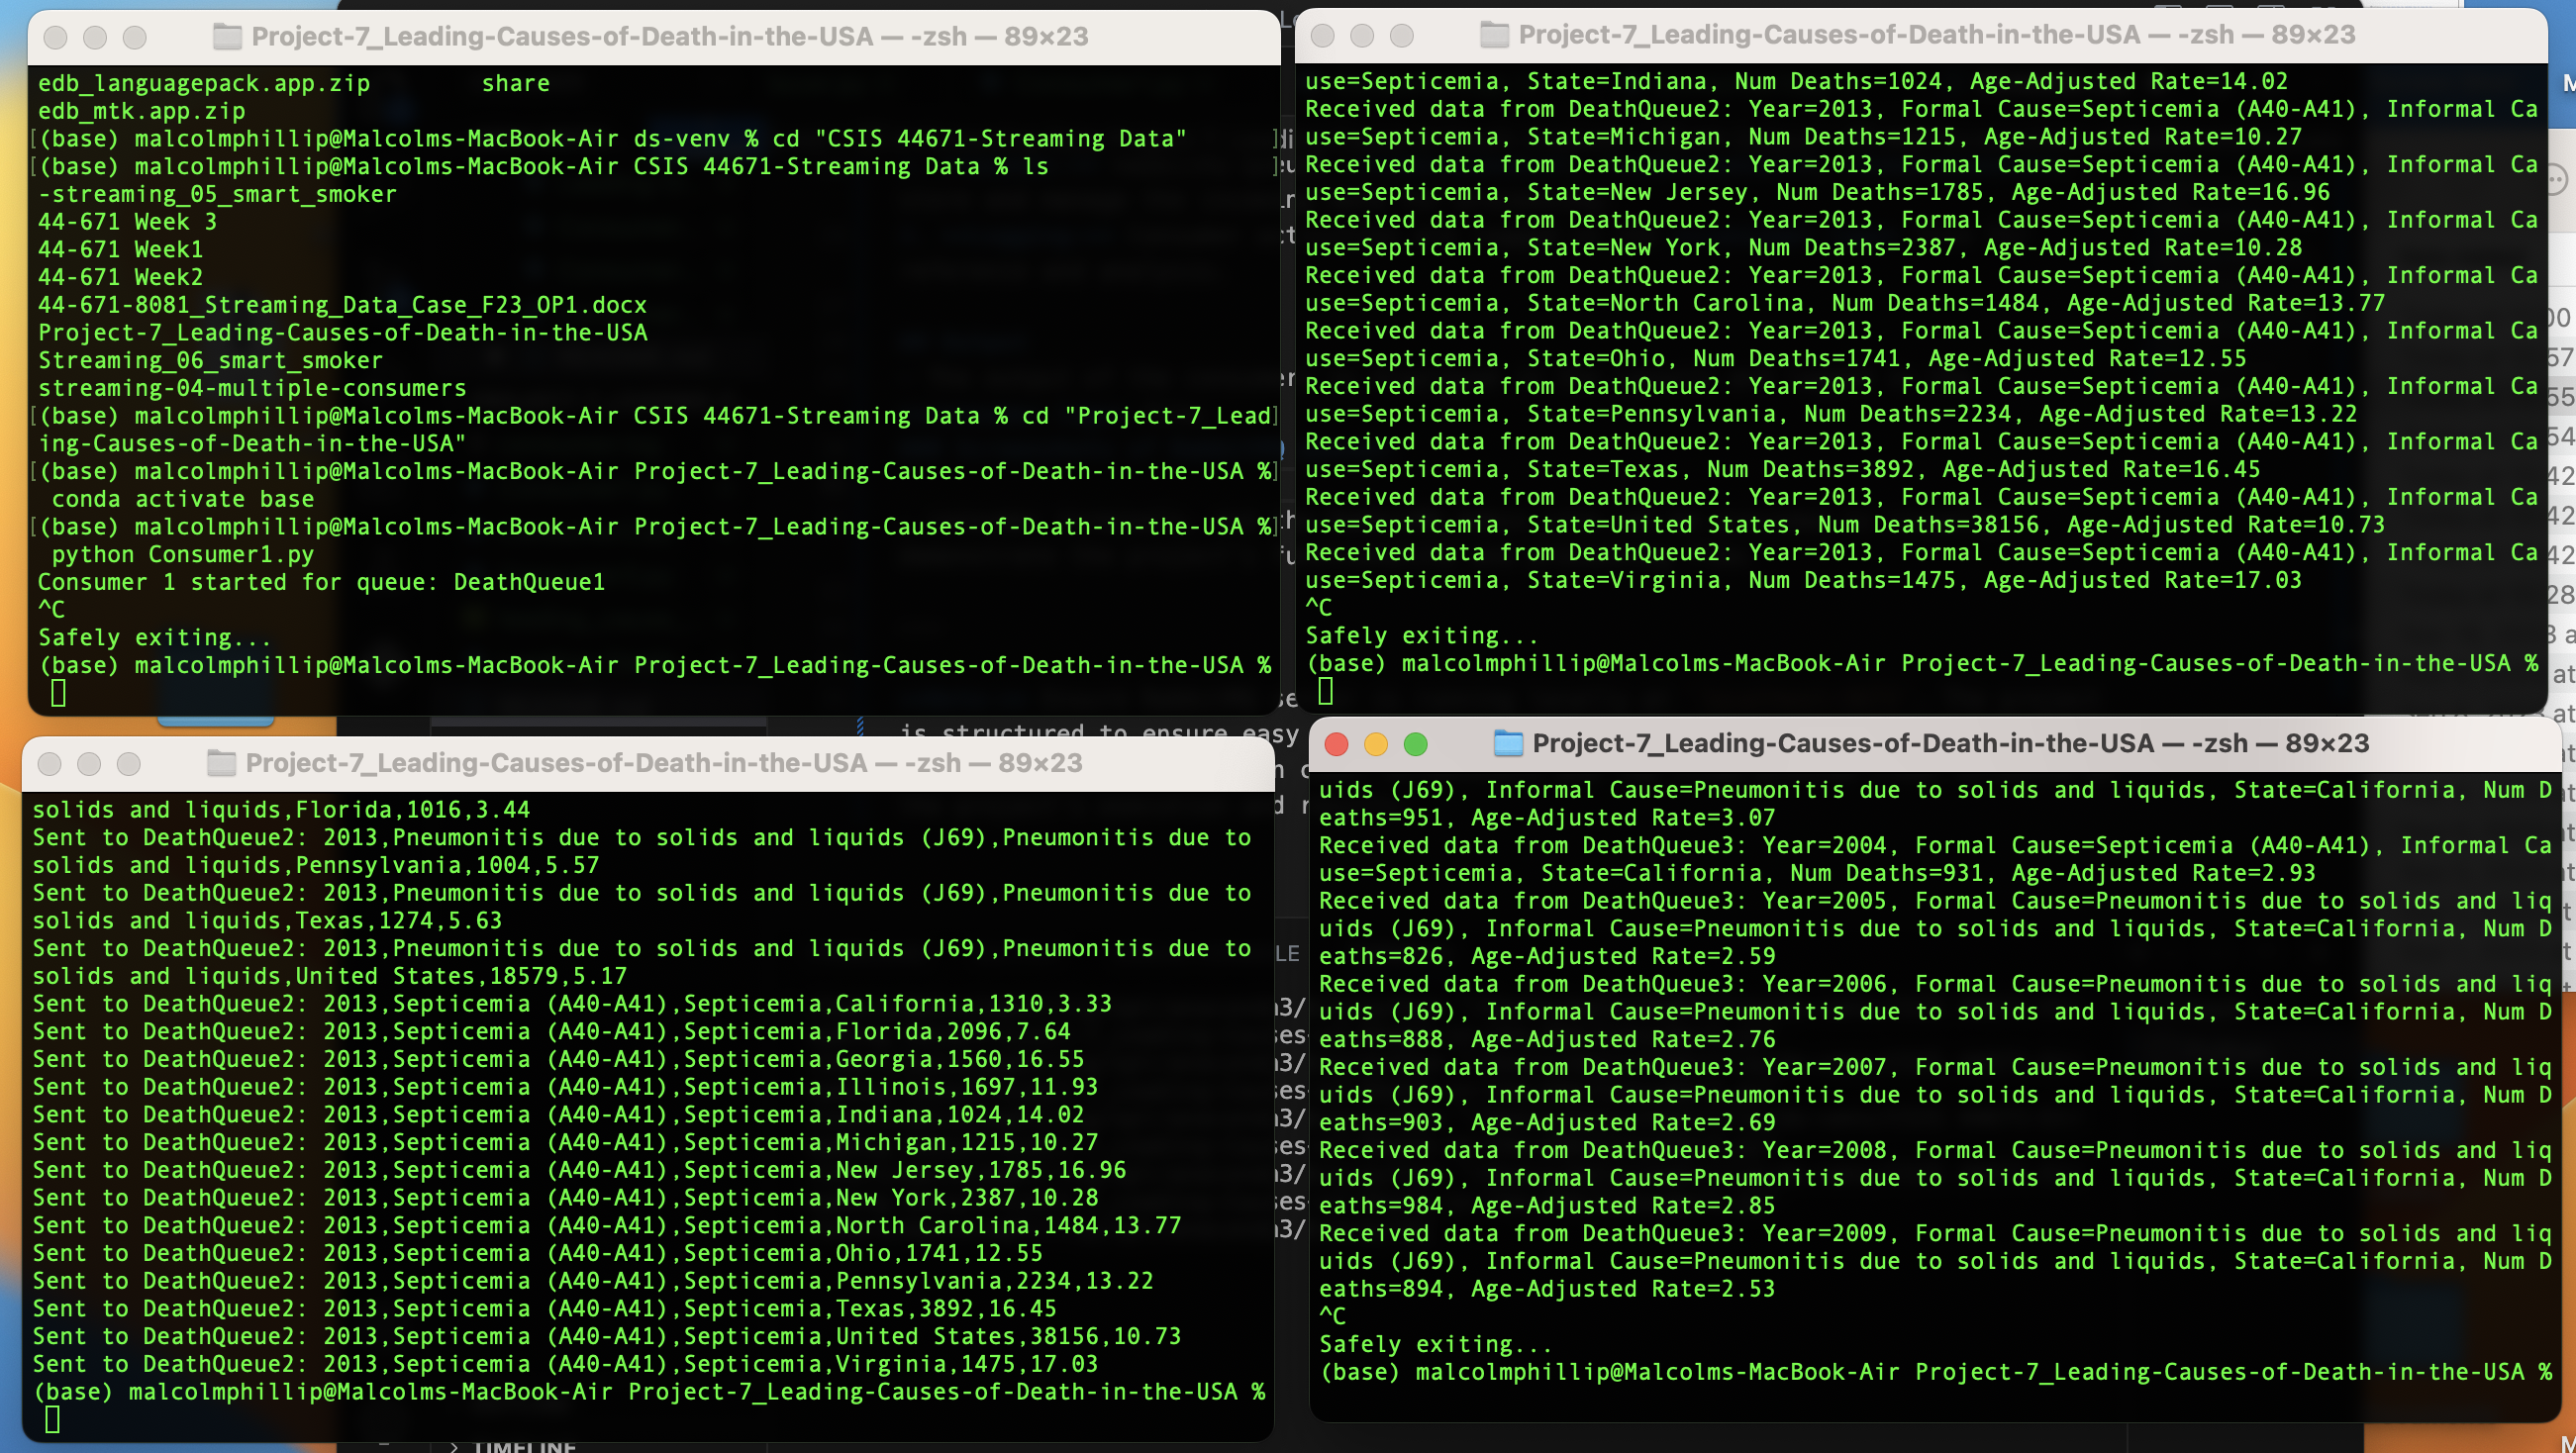 Project-7_Leading-Causes-of-Death-in-the-USA — -zsh — 89×23
edb_languagepack.app.zip        share
edb_mtk.app.zip
[(base) malcolmphillip@Malcolms-MacBook-Air ds-venv % cd "CSIS 44671-Streaming Data"      ]
[(base) malcolmphillip@Malcolms-MacBook-Air CSIS 44671-Streaming Data % ls                ]
-streaming_05_smart_smoker
44-671 Week 3
44-671 Week1
44-671 Week2
44-671-8081_Streaming_Data_Case_F23_OP1.docx
Project-7_Leading-Causes-of-Death-in-the-USA
Streaming_06_smart_smoker
streaming-04-multiple-consumers
[(base) malcolmphillip@Malcolms-MacBook-Air CSIS 44671-Streaming Data % cd "Project-7_Lead]
ing-Causes-of-Death-in-the-USA"
[(base) malcolmphillip@Malcolms-MacBook-Air Project-7_Leading-Causes-of-Death-in-the-USA %]
 conda activate base
[(base) malcolmphillip@Malcolms-MacBook-Air Project-7_Leading-Causes-of-Death-in-the-USA %]
 python Consumer1.py
Consumer 1 started for queue: DeathQueue1
^C
Safely exiting...
(base) malcolmphillip@Malcolms-MacBook-Air Project-7_Leading-Causes-of-Death-in-the-USA %
Project-7_Leading-Causes-of-Death-in-the-USA — -zsh — 89×23
use=Septicemia, State=Indiana, Num Deaths=1024, Age-Adjusted Rate=14.02
Received data from DeathQueue2: Year=2013, Formal Cause=Septicemia (A40-A41), Informal Ca
use=Septicemia, State=Michigan, Num Deaths=1215, Age-Adjusted Rate=10.27
Received data from DeathQueue2: Year=2013, Formal Cause=Septicemia (A40-A41), Informal Ca
use=Septicemia, State=New Jersey, Num Deaths=1785, Age-Adjusted Rate=16.96
Received data from DeathQueue2: Year=2013, Formal Cause=Septicemia (A40-A41), Informal Ca
use=Septicemia, State=New York, Num Deaths=2387, Age-Adjusted Rate=10.28
Received data from DeathQueue2: Year=2013, Formal Cause=Septicemia (A40-A41), Informal Ca
use=Septicemia, State=North Carolina, Num Deaths=1484, Age-Adjusted Rate=13.77
Received data from DeathQueue2: Year=2013, Formal Cause=Septicemia (A40-A41), Informal Ca
use=Septicemia, State=Ohio, Num Deaths=1741, Age-Adjusted Rate=12.55
Received data from DeathQueue2: Year=2013, Formal Cause=Septicemia (A40-A41), Informal Ca
use=Septicemia, State=Pennsylvania, Num Deaths=2234, Age-Adjusted Rate=13.22
Received data from DeathQueue2: Year=2013, Formal Cause=Septicemia (A40-A41), Informal Ca
use=Septicemia, State=Texas, Num Deaths=3892, Age-Adjusted Rate=16.45
Received data from DeathQueue2: Year=2013, Formal Cause=Septicemia (A40-A41), Informal Ca
use=Septicemia, State=United States, Num Deaths=38156, Age-Adjusted Rate=10.73
Received data from DeathQueue2: Year=2013, Formal Cause=Septicemia (A40-A41), Informal Ca
use=Septicemia, State=Virginia, Num Deaths=1475, Age-Adjusted Rate=17.03
^C
Safely exiting...
(base) malcolmphillip@Malcolms-MacBook-Air Project-7_Leading-Causes-of-Death-in-the-USA %
is structured to ensure easy
Project-7_Leading-Causes-of-Death-in-the-USA — -zsh — 89×23
solids and liquids,Florida,1016,3.44
Sent to DeathQueue2: 2013,Pneumonitis due to solids and liquids (J69),Pneumonitis due to
solids and liquids,Pennsylvania,1004,5.57
Sent to DeathQueue2: 2013,Pneumonitis due to solids and liquids (J69),Pneumonitis due to
solids and liquids,Texas,1274,5.63
Sent to DeathQueue2: 2013,Pneumonitis due to solids and liquids (J69),Pneumonitis due to
solids and liquids,United States,18579,5.17
Sent to DeathQueue2: 2013,Septicemia (A40-A41),Septicemia,California,1310,3.33
Sent to DeathQueue2: 2013,Septicemia (A40-A41),Septicemia,Florida,2096,7.64
Sent to DeathQueue2: 2013,Septicemia (A40-A41),Septicemia,Georgia,1560,16.55
Sent to DeathQueue2: 2013,Septicemia (A40-A41),Septicemia,Illinois,1697,11.93
Sent to DeathQueue2: 2013,Septicemia (A40-A41),Septicemia,Indiana,1024,14.02
Sent to DeathQueue2: 2013,Septicemia (A40-A41),Septicemia,Michigan,1215,10.27
Sent to DeathQueue2: 2013,Septicemia (A40-A41),Septicemia,New Jersey,1785,16.96
Sent to DeathQueue2: 2013,Septicemia (A40-A41),Septicemia,New York,2387,10.28
Sent to DeathQueue2: 2013,Septicemia (A40-A41),Septicemia,North Carolina,1484,13.77
Sent to DeathQueue2: 2013,Septicemia (A40-A41),Septicemia,Ohio,1741,12.55
Sent to DeathQueue2: 2013,Septicemia (A40-A41),Septicemia,Pennsylvania,2234,13.22
Sent to DeathQueue2: 2013,Septicemia (A40-A41),Septicemia,Texas,3892,16.45
Sent to DeathQueue2: 2013,Septicemia (A40-A41),Septicemia,United States,38156,10.73
Sent to DeathQueue2: 2013,Septicemia (A40-A41),Septicemia,Virginia,1475,17.03
(base) malcolmphillip@Malcolms-MacBook-Air Project-7_Leading-Causes-of-Death-in-the-USA %
Project-7_Leading-Causes-of-Death-in-the-USA — -zsh — 89×23
uids (J69), Informal Cause=Pneumonitis due to solids and liquids, State=California, Num D
eaths=951, Age-Adjusted Rate=3.07
Received data from DeathQueue3: Year=2004, Formal Cause=Septicemia (A40-A41), Informal Ca
use=Septicemia, State=California, Num Deaths=931, Age-Adjusted Rate=2.93
Received data from DeathQueue3: Year=2005, Formal Cause=Pneumonitis due to solids and liq
uids (J69), Informal Cause=Pneumonitis due to solids and liquids, State=California, Num D
eaths=826, Age-Adjusted Rate=2.59
Received data from DeathQueue3: Year=2006, Formal Cause=Pneumonitis due to solids and liq
uids (J69), Informal Cause=Pneumonitis due to solids and liquids, State=California, Num D
eaths=888, Age-Adjusted Rate=2.76
Received data from DeathQueue3: Year=2007, Formal Cause=Pneumonitis due to solids and liq
uids (J69), Informal Cause=Pneumonitis due to solids and liquids, State=California, Num D
eaths=903, Age-Adjusted Rate=2.69
Received data from DeathQueue3: Year=2008, Formal Cause=Pneumonitis due to solids and liq
uids (J69), Informal Cause=Pneumonitis due to solids and liquids, State=California, Num D
eaths=984, Age-Adjusted Rate=2.85
Received data from DeathQueue3: Year=2009, Formal Cause=Pneumonitis due to solids and liq
uids (J69), Informal Cause=Pneumonitis due to solids and liquids, State=California, Num D
eaths=894, Age-Adjusted Rate=2.53
^C
Safely exiting...
(base) malcolmphillip@Malcolms-MacBook-Air Project-7_Leading-Causes-of-Death-in-the-USA %
TIMELINE